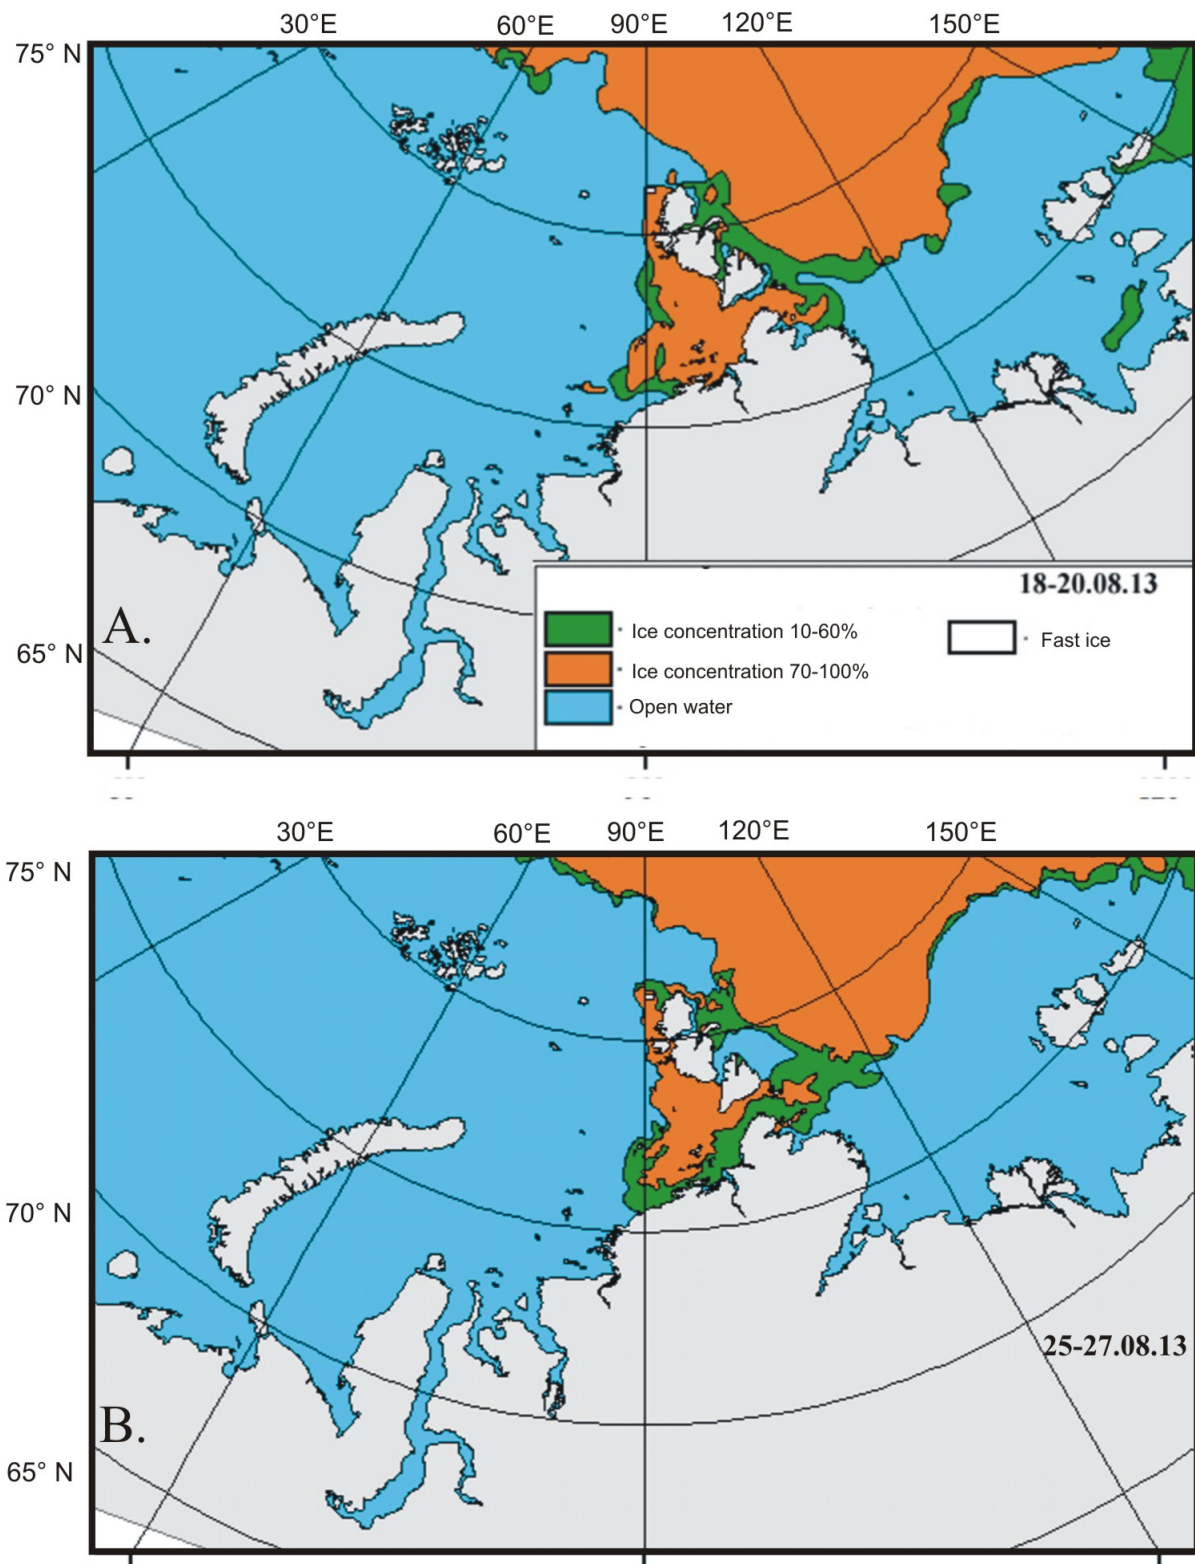 30°E 60°E 90°E 120°E 150°E
75° N
70° N
65° N
A.
18-20.08.13
Ice concentration 10-60%
Fast ice
Ice concentration 70-100%
Open water
30°E 60°E 90°E 120°E 150°E
75° N
70° N
25-27.08.13
B.
65° N